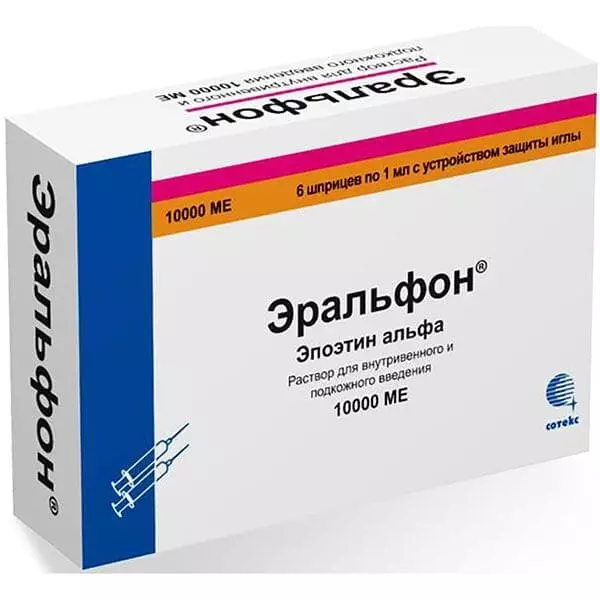 Раствор для внутривенного и
подкожного введения 10000 МЕ
Эральфон®
Эральфон®
10000 МЕ
6 шприцев по 1 мл с устройством защиты иглы
Эральфон®
Эпоэтин альфа
Раствор для внутривенного и
подкожного введения
10000 МЕ
сотекс